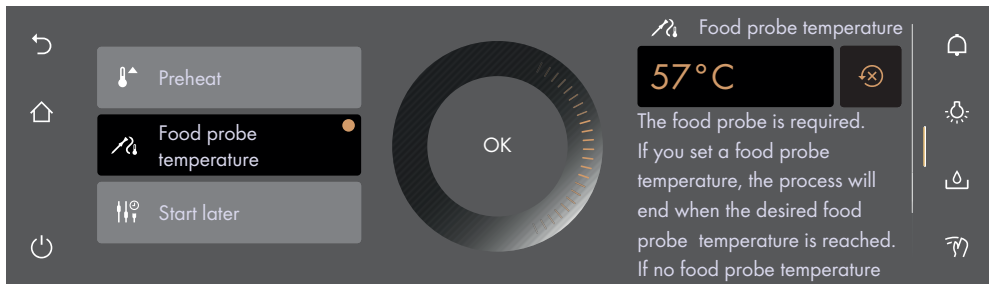 Preheat
Food probe
temperature
Start later
OK
Food probe temperature
57°C
The food probe is required.
If you set a food probe
temperature, the process will
end when the desired food
probe temperature is reached.
If no food probe temperature